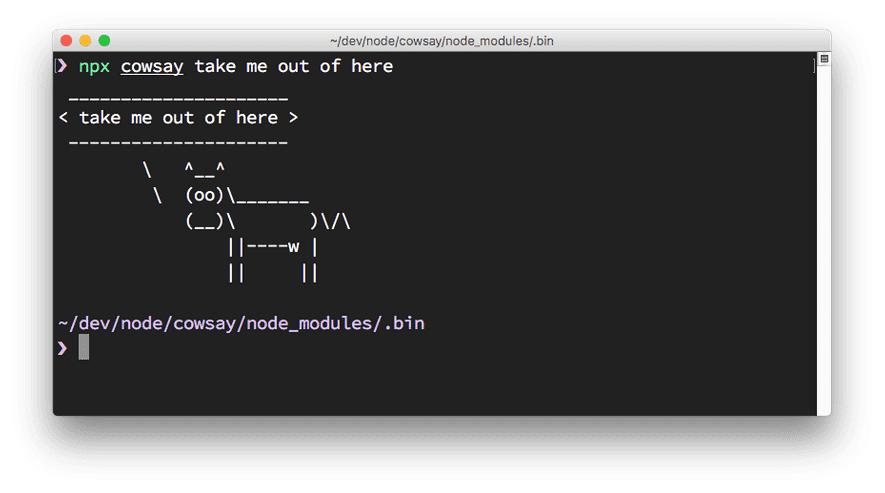 ~/dev/node/cowsay/node_modules/.bin
❯ npx cowsay take me out of here
 _____________________
< take me out of here >
 ---------------------
        \   ^__^
         \  (oo)\_______
            (__)\       )\/\
                ||----w |
                ||     ||
~/dev/node/cowsay/node_modules/.bin
❯